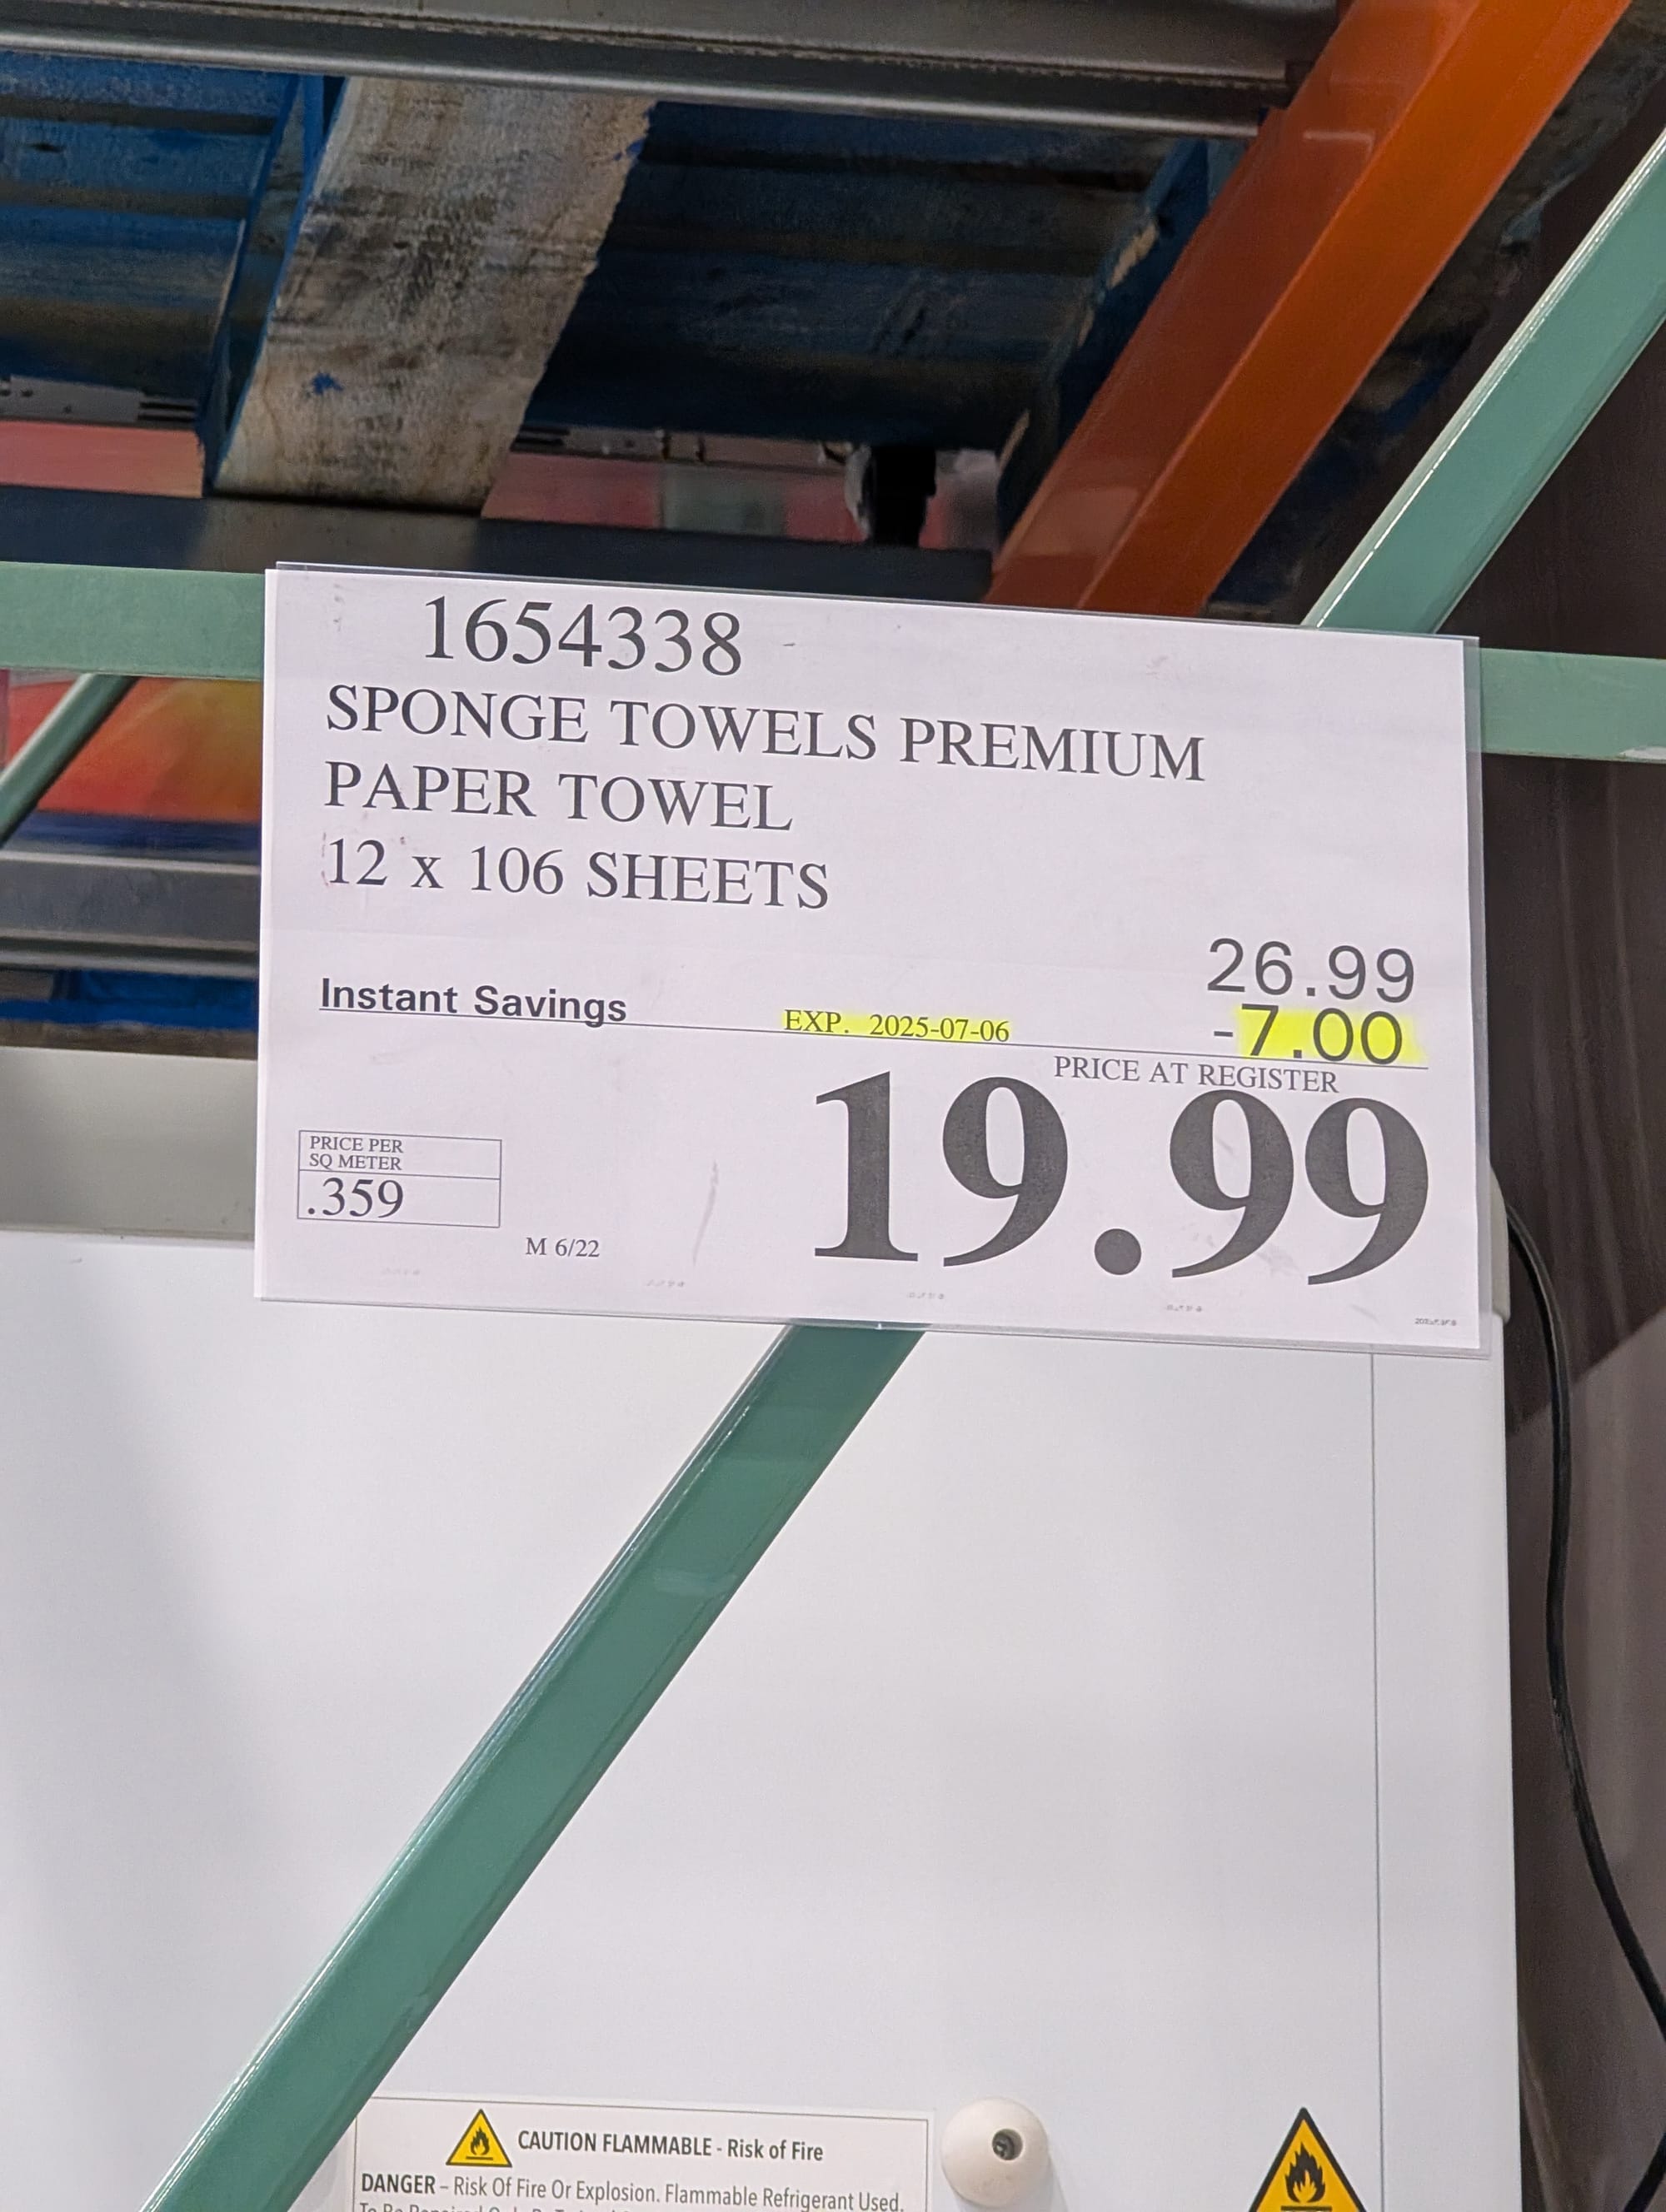 1654338
SPONGE TOWELS PREMIUM
PAPER TOWEL
12 x 106 SHEETS
26.99
Instant Savings EXP. 2025-07-06 -7.00
PRICE AT REGISTER
19.99
PRICE PER
SQ METER
.359
M 6/22
CAUTION FLAMMABLE - Risk of Fire
DANGER – Risk Of Fire Or Explosion. Flammable Refrigerant Used.